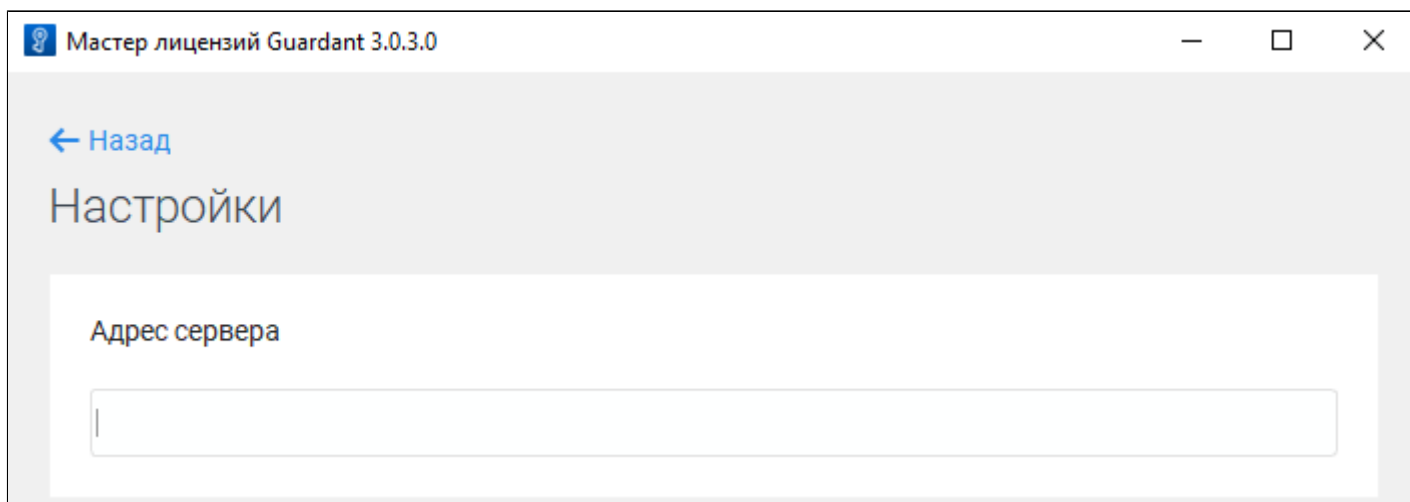 Мастер лицензий Guardant 3.0.3.0
Назад
Настройки
Адрес сервера